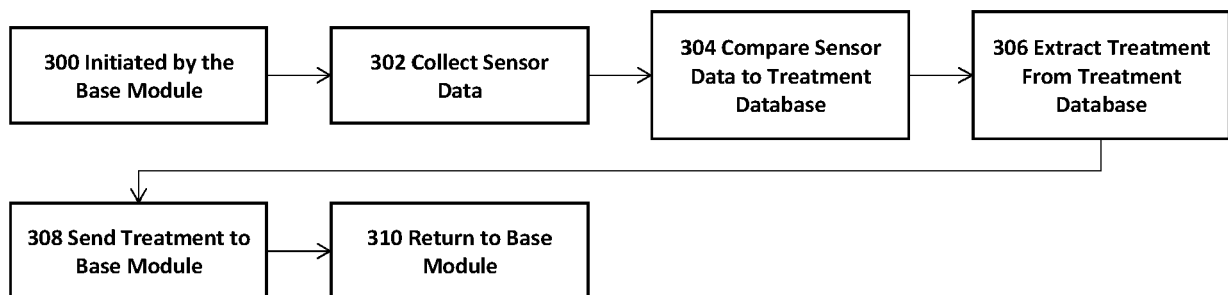 300 Initiated by the
Base Module
302 Collect Sensor
Data
304 Compare Sensor
Data to Treatment
Database
306 Extract Treatment
From Treatment
Database
308 Send Treatment to
Base Module
310 Return to Base
Module